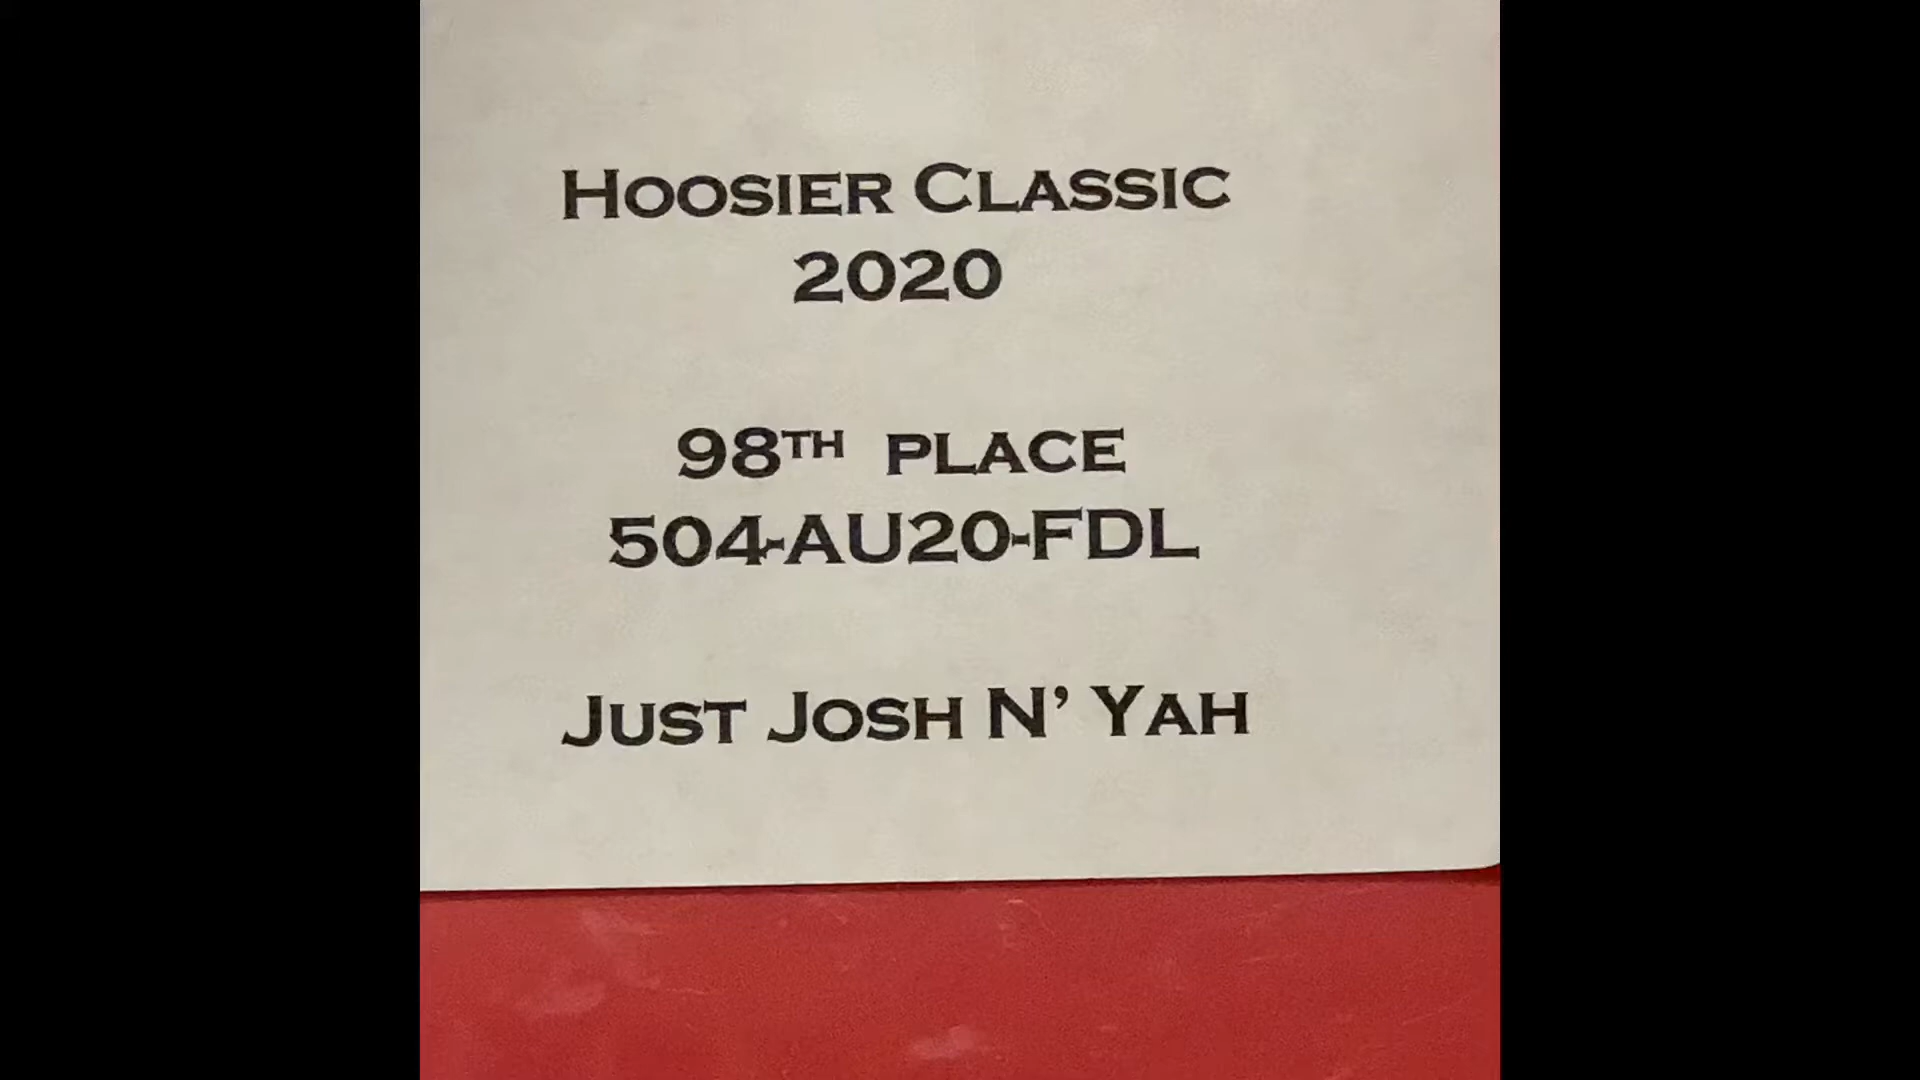 Hoosier Classic
2020
98th place
504-AU20-FDL
Just Josh N’ Yah